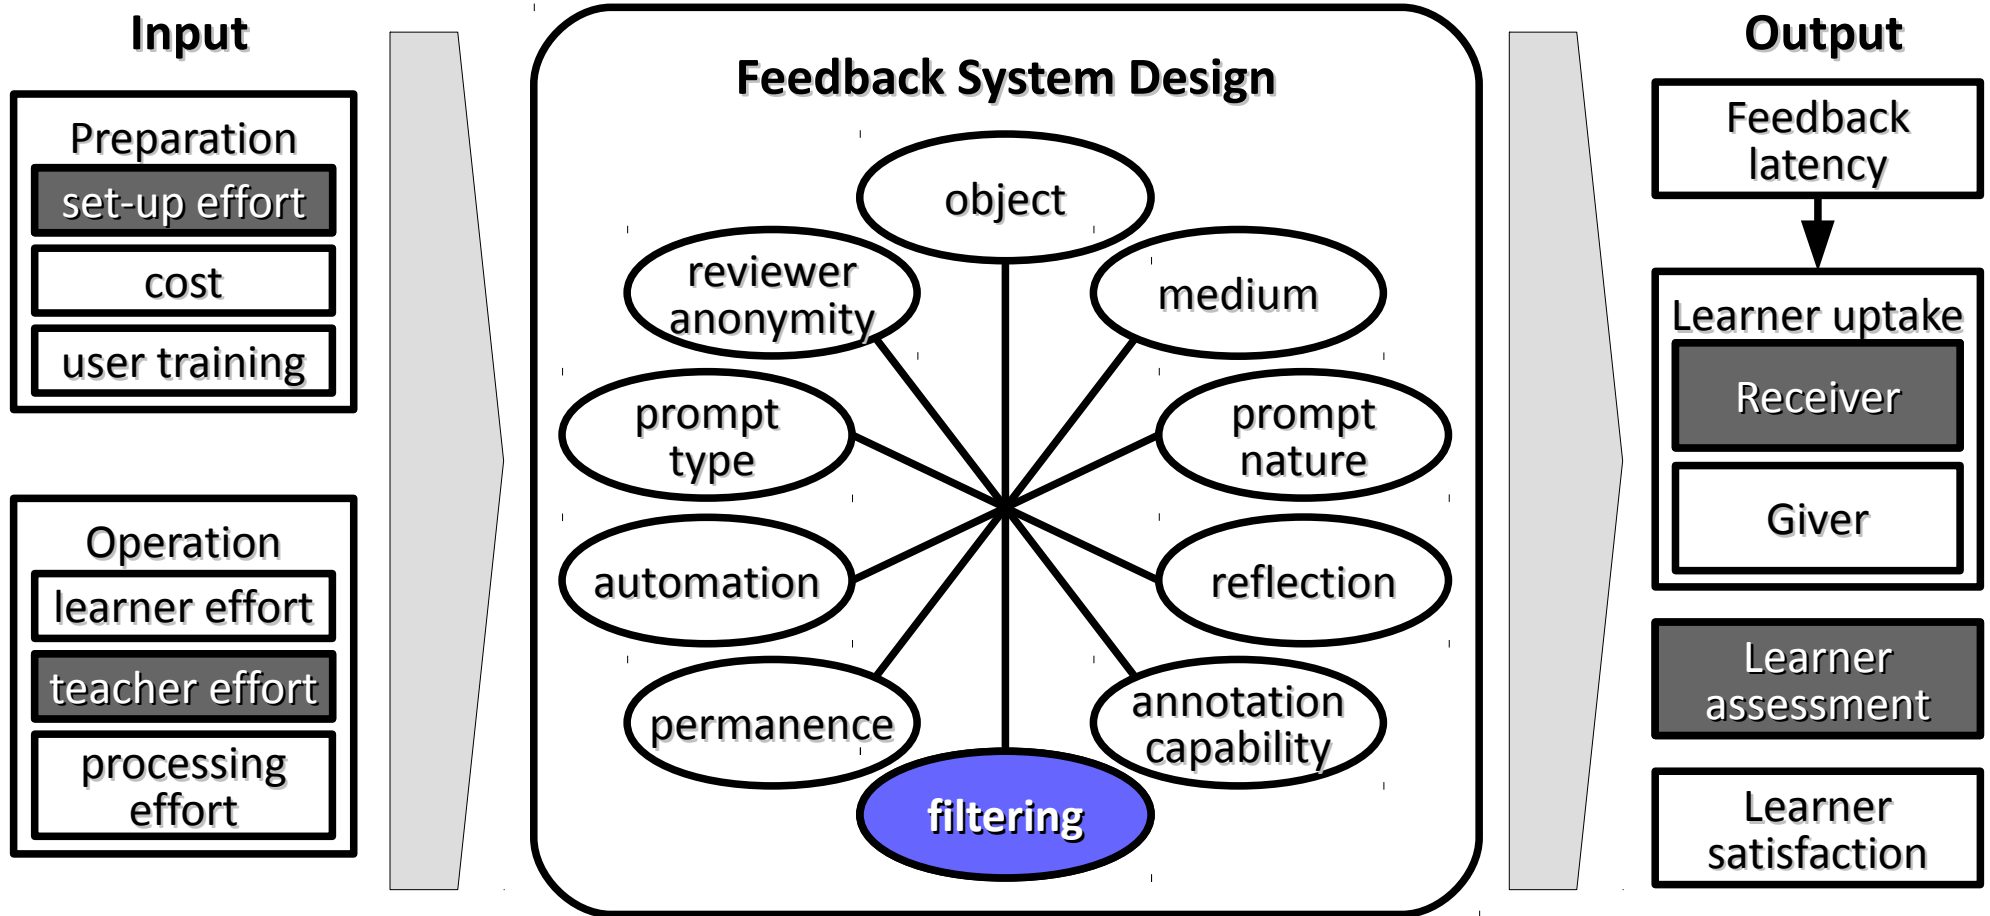 Input
Preparation
set-up effort
cost
user training
Operation
learner effort
teacher effort
processing
effort
Feedback System Design
object
reviewer
anonymity
medium
prompt
type
prompt
nature
automation
reflection
permanence
annotation
capability
filtering
Output
Feedback
latency
Learner uptake
Receiver
Giver
Learner
assessment
Learner
satisfaction